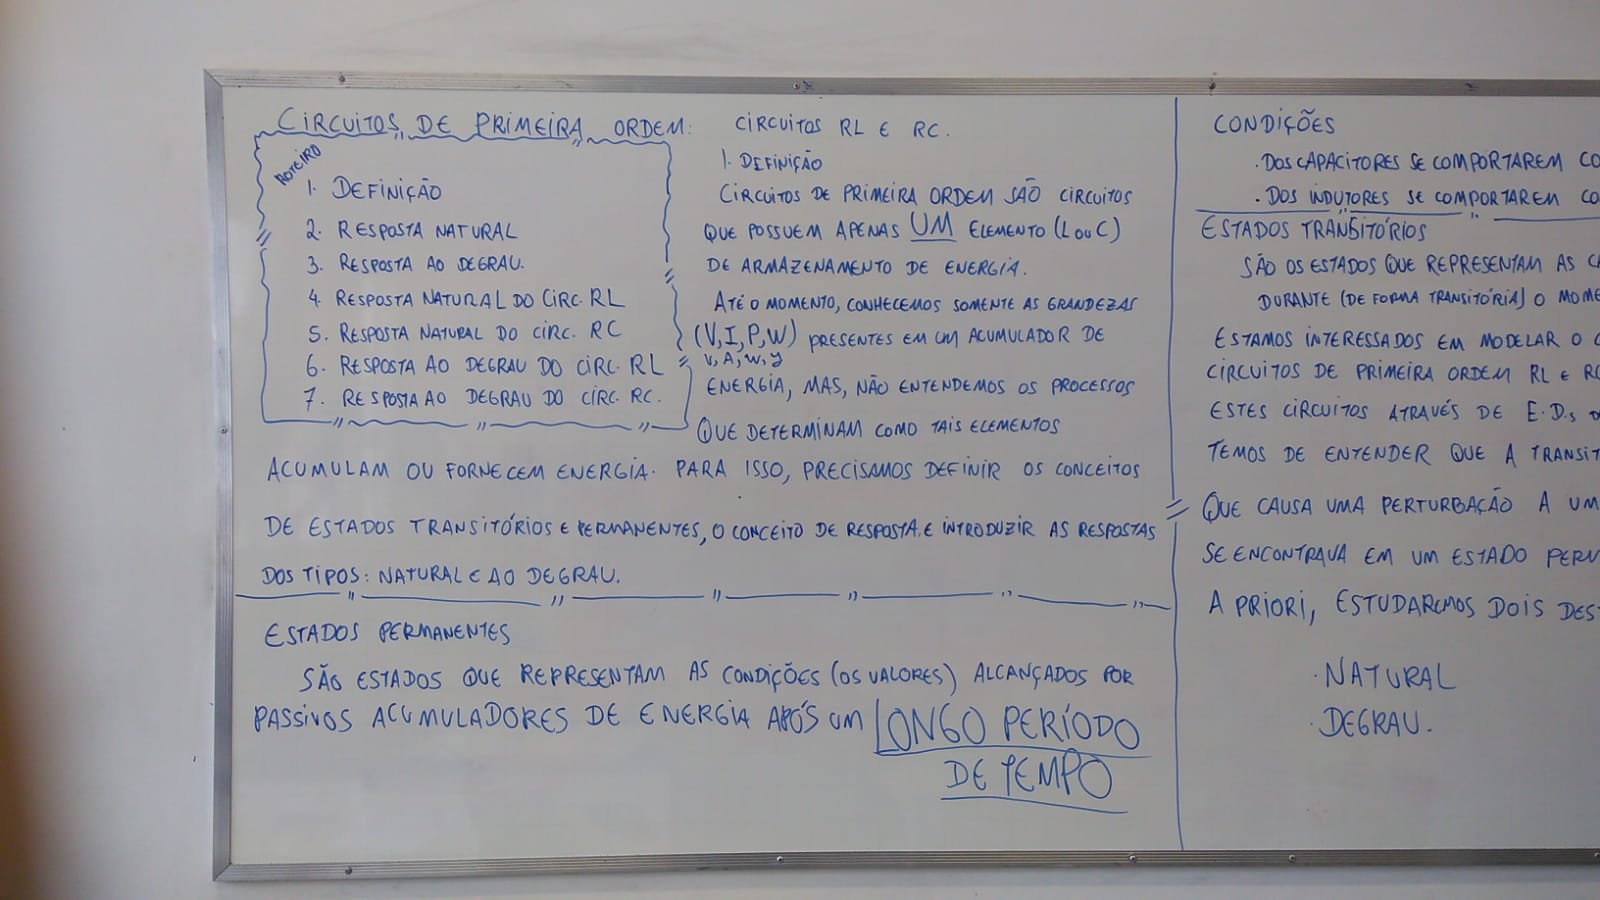 CIRCUITOS DE PRIMEIRA ORDEM: CIRCUITOS RL E RC.
ROTEIRO
1. DEFINIÇÃO
2. RESPOSTA NATURAL
3. RESPOSTA AO DEGRAU.
4. RESPOSTA NATURAL DO CIRC. RL
5. RESPOSTA NATURAL DO CIRC. RC
6. RESPOSTA AO DEGRAU DO CIRC. RL
7. RESPOSTA AO DEGRAU DO CIRC. RC.
1. DEFINIÇÃO
CIRCUITOS DE PRIMEIRA ORDEM SÃO CIRCUITOS
QUE POSSUEM APENAS UM ELEMENTO (L OU C)
DE ARMAZENAMENTO DE ENERGIA.
ATÉ O MOMENTO, CONHECEMOS SOMENTE AS GRANDEZAS
(V, I, P, W) PRESENTES EM UM ACUMULADOR DE
V, A, W, J
ENERGIA, MAS, NÃO ENTENDEMOS OS PROCESSOS
QUE DETERMINAM COMO TAIS ELEMENTOS
ACUMULAM OU FORNECEM ENERGIA. PARA ISSO, PRECISAMOS DEFINIR OS CONCEITOS
DE ESTADOS TRANSITÓRIOS E PERMANENTES, O CONCEITO DE RESPOSTA E INTRODUZIR AS RESPOSTAS
DOS TIPOS: NATURAL E AO DEGRAU.
ESTADOS PERMANENTES
SÃO ESTADOS QUE REPRESENTAM AS CONDIÇÕES (OS VALORES) ALCANÇADOS POR
PASSIVOS ACUMULADORES DE ENERGIA APÓS UM LONGO PERÍODO
DE TEMPO
CONDIÇÕES
. DOS CAPACITORES SE COMPORTAREM CO
. DOS INDUTORES SE COMPORTAREM CO
ESTADOS TRANSITÓRIOS
SÃO OS ESTADOS QUE REPRESENTAM AS
DURANTE (DE FORMA TRANSITÓRIA) O MOME
ESTAMOS INTERESSADOS EM MODELAR O
CIRCUITOS DE PRIMEIRA ORDEM RL E RC
ESTES CIRCUITOS ATRAVÉS DE E.D.s
TEMOS DE ENTENDER QUE A TRANSIT
QUE CAUSA UMA PERTURBAÇÃO A UM
SE ENCONTRAVA EM UM ESTADO PERM
A PRIORI, ESTUDAREMOS DOIS DES
. NATURAL
. DEGRAU.